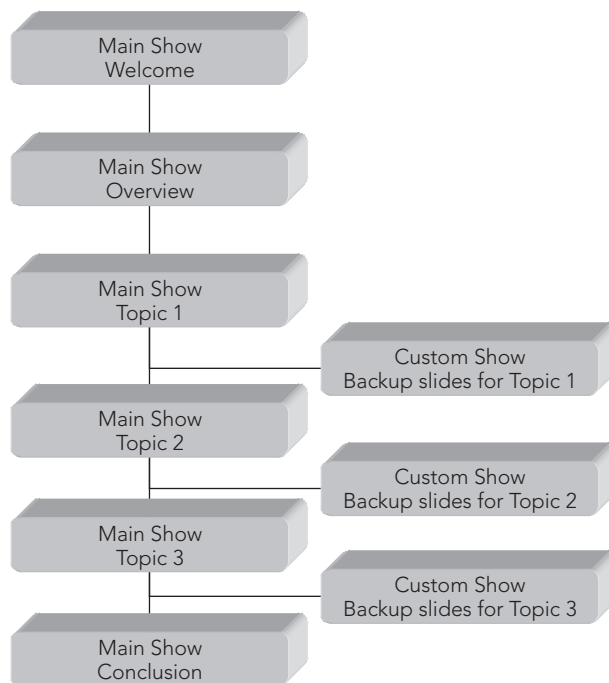 Main Show
Welcome
Main Show
Overview
Main Show
Topic 1
Custom Show
Backup slides for Topic 1
Main Show
Topic 2
Custom Show
Backup slides for Topic 2
Main Show
Topic 3
Custom Show
Backup slides for Topic 3
Main Show
Conclusion